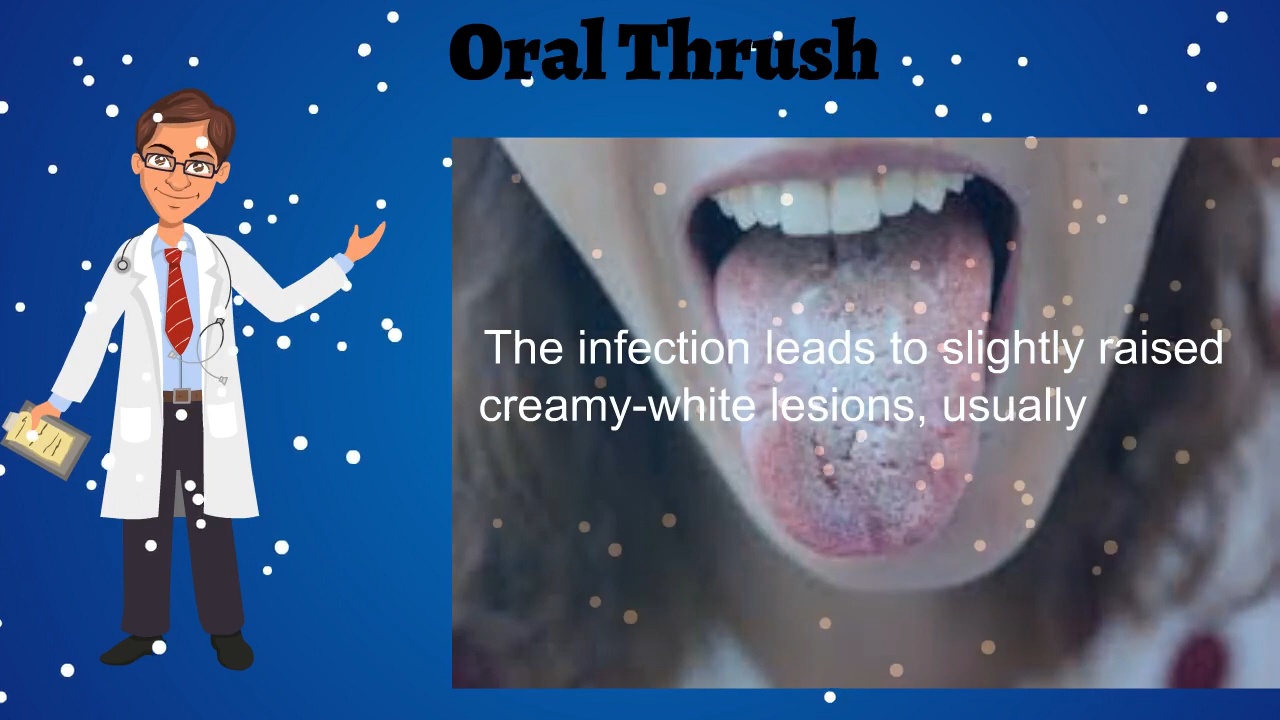 Oral Thrush
The infection leads to slightly raised
creamy-white lesions, usually